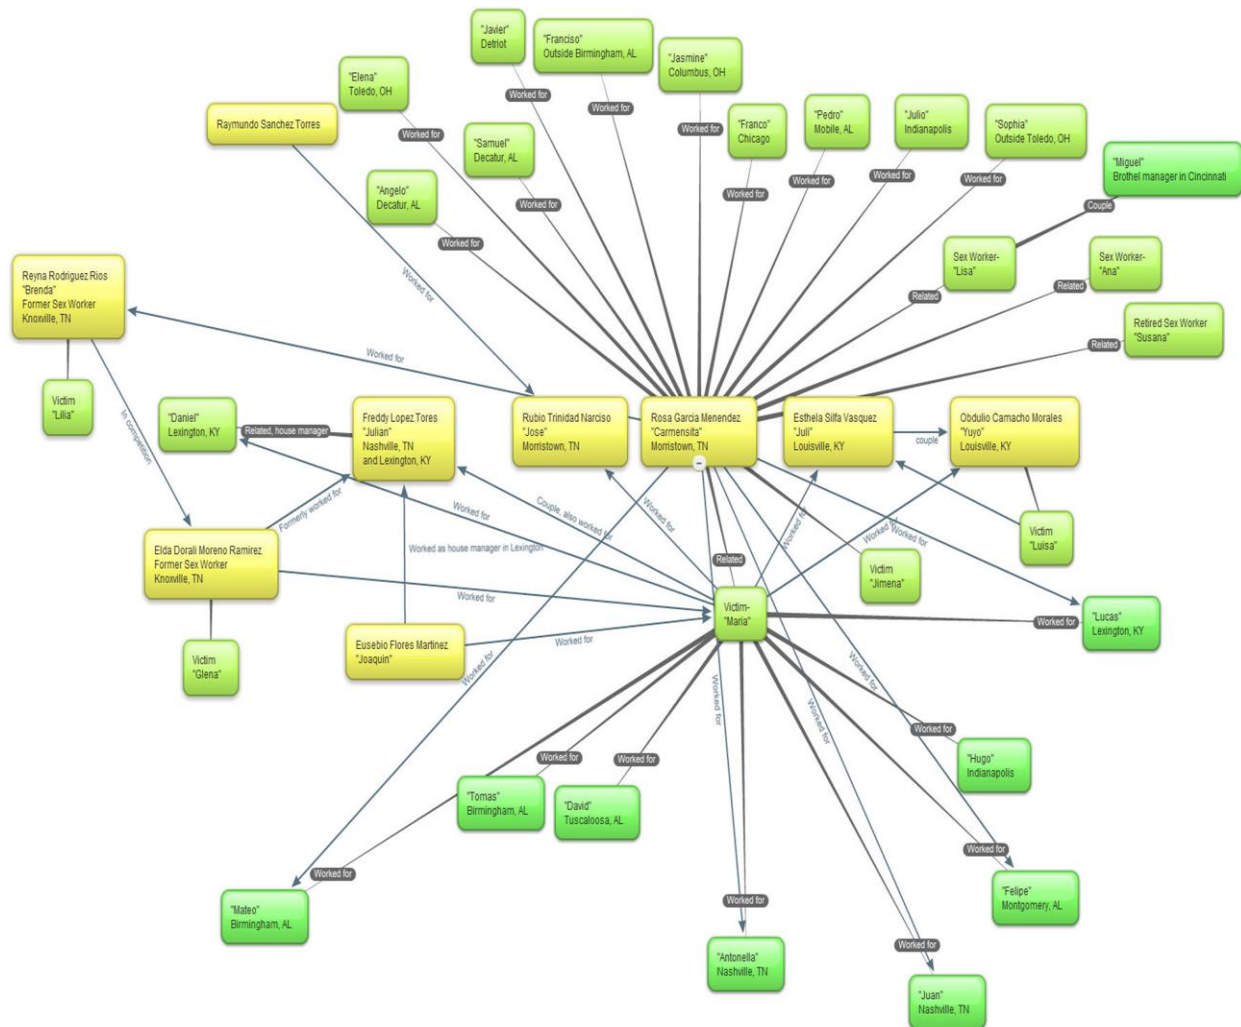 "Javier"
Detriot
"Franciso"
Outside Birmingham, AL
"Jasmine"
Columbus, OH
"Elena"
Toledo, OH
Raymundo Sanchez Torres
"Samuel"
Decatur, AL
"Angelo"
Decatur, AL
"Franco"
Chicago
"Pedro"
Mobile, AL
"Julio"
Indianapolis
"Sophia"
Outside Toledo, OH
"Miguel"
Brothel manager in Cincinnati
Worked for
Worked for
Worked for
Worked for
Worked for
Worked for
Worked for
Worked for
Worked for
Worked for
Couple
Sex Worker-
"Lisa"
Sex Worker-
"Ana"
Retired Sex Worker
"Susana"
Related
Related
Related
Worked for
Reyna Rodriguez Rios
"Brenda"
Former Sex Worker
Knoxville, TN
Worked for
Victim
"Lilia"
In competition
"Daniel"
Lexington, KY
Related, house manager
Freddy Lopez Tores
"Julian"
Nashville, TN
and Lexington, KY
Rubio Trinidad Narciso
"Jose"
Morristown, TN
Rosa Garcia Menendez
"Carmensita"
Morristown, TN
Esthela Silfa Vasquez
"Juli"
Louisville, KY
couple
Obdulio Camacho Morales
"Yuyo"
Louisville, KY
Formerly worked for
Worked for
Couple, also worked for
Worked for
Worked for
Worked for
Worked as house manager in Lexington
Related
Elda Dorali Moreno Ramirez
Former Sex Worker
Knoxville, TN
Worked for
Victim
"Luisa"
Victim
"Jimena"
Victim-
"Maria"
Worked for
"Lucas"
Lexington, KY
Worked for
Eusebio Flores Martinez
"Joaquin"
Worked for
Victim
"Glena"
Worked for
Worked for
Worked for
Worked for
Worked for
"Hugo"
Indianapolis
Worked for
Worked for
"Tomas"
Birmingham, AL
"David"
Tuscaloosa, AL
Worked for
Worked for
"Mateo"
Birmingham, AL
"Felipe"
Montgomery, AL
Worked for
Worked for
"Antonella"
Nashville, TN
"Juan"
Nashville, TN